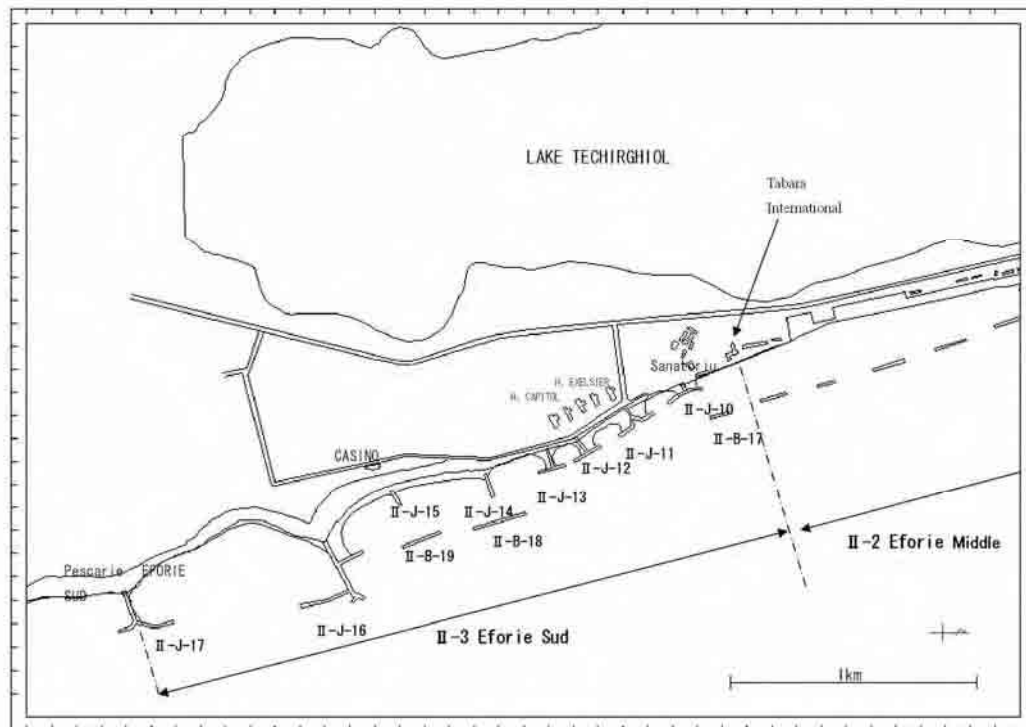 LAKE TECHIRGHIOL
Tabara
International
Sanatoriu
H. EXELSIER
H. CAPITOL
Ⅱ-J-10
Ⅱ-B-17
Ⅱ-J-11
CASINO
Ⅱ-J-12
Ⅱ-J-13
Ⅱ-J-15
Ⅱ-J-14
Ⅱ-B-18
Ⅱ-B-19
Ⅱ-2 Eforie Middle
Pescarie EFORIE
SUD
Ⅱ-J-16
Ⅱ-J-17
Ⅱ-3 Eforie Sud
1km